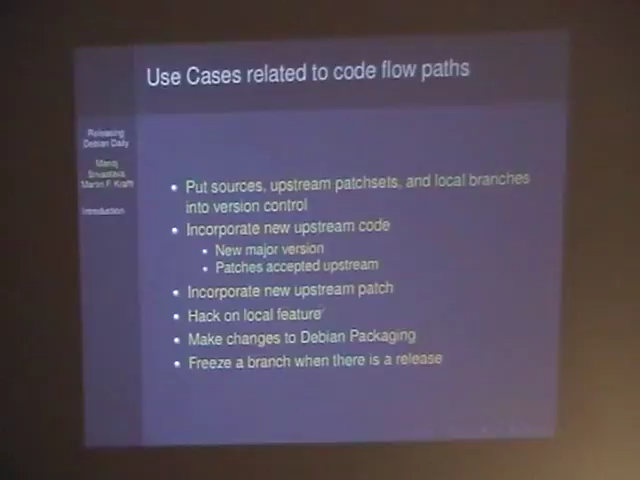 Use Cases related to code flow paths
Releasing
Debian Daily
Manoj
Srivastava
Martin F. Krafft
Introduction
Put sources, upstream patchsets, and local branches
into version control
Incorporate new upstream code
New major version
Patches accepted upstream
Incorporate new upstream patch
Hack on local feature
Make changes to Debian Packaging
Freeze a branch when there is a release